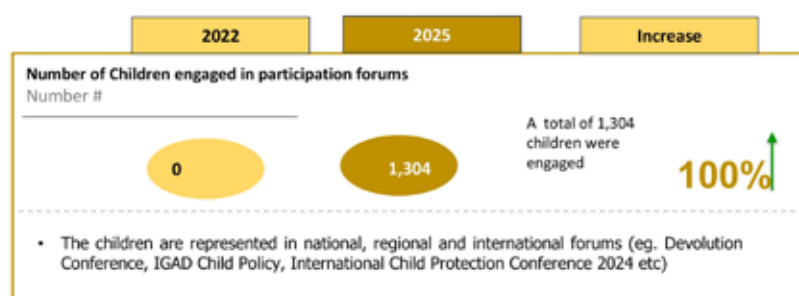 2022 2025 Increase
Number of Children engaged in participation forums
Number #
A total of 1,304
children were
engaged
0 1,304 100%
• The children are represented in national, regional and international forums (eg. Devolution
Conference, IGAD Child Policy, International Child Protection Conference 2024 etc)